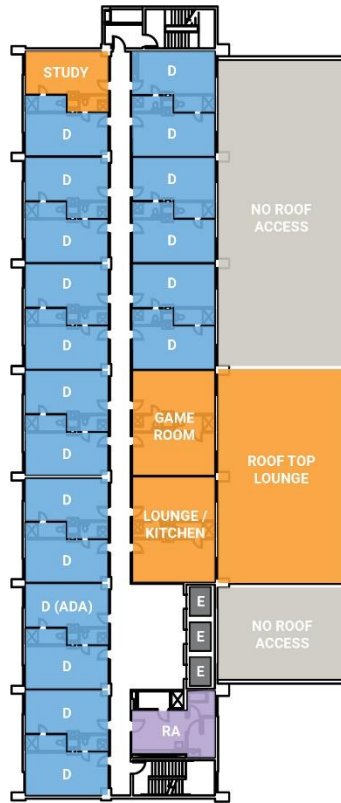 STUDY
D
D
D
D
D
NO ROOF
ACCESS
D
D
D
D
D
D
D
GAME
ROOM
D
ROOF TOP
LOUNGE
D
LOUNGE /
KITCHEN
D
D (ADA)
E
NO ROOF
ACCESS
E
D
E
D
RA
D